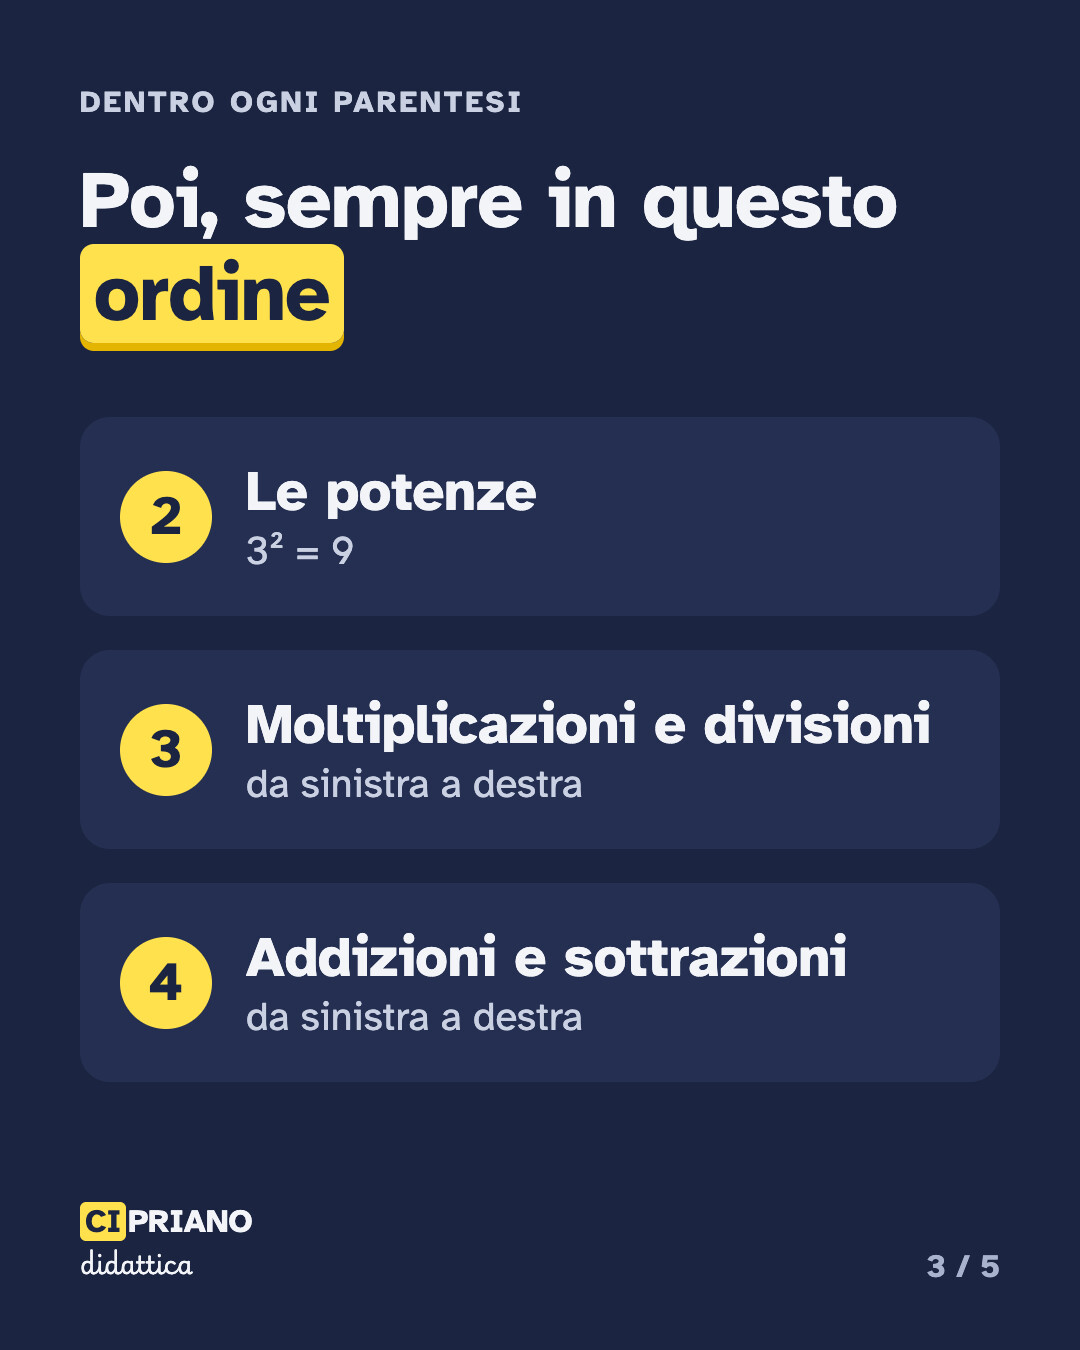 DENTRO OGNI PARENTESI
Poi, sempre in questo
ordine
2
Le potenze
3² = 9
3
Moltiplicazioni e divisioni
da sinistra a destra
4
Addizioni e sottrazioni
da sinistra a destra
CIPRIANO
didattica
3 / 5